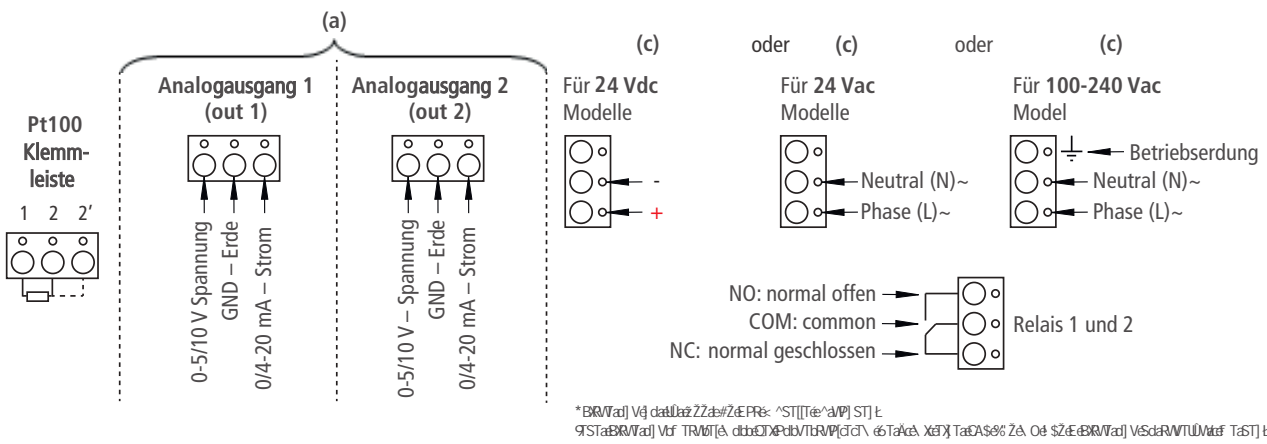 (a)
Analogausgang 1
(out 1)
Analogausgang 2
(out 2)
Pt100
Klemm-
leiste
1 2 2'
0-5/10 V Spannung
GND – Erde
0/4-20 mA – Strom
0-5/10 V – Spannung
GND – Erde
0/4-20 mA – Strom
(c) oder (c) oder (c)
Für 24 Vdc
Modelle
-
+
Für 24 Vac
Modelle
Neutral (N)~
Phase (L)~
Für 100-240 Vac
Model
Betriebserdung
Neutral (N)~
Phase (L)~
NO: normal offen
COM: common
NC: normal geschlossen
Relais 1 und 2